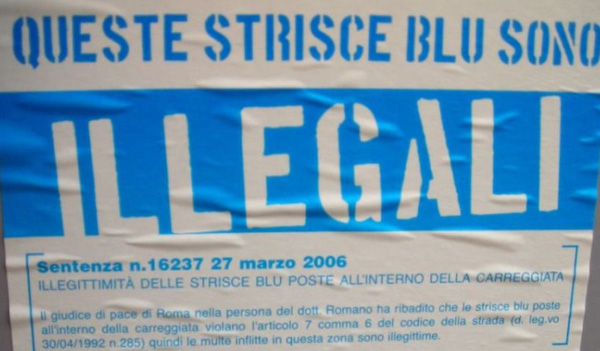 QUESTE STRISCE BLU SONO
ILLEGALI
Sentenza n.16237 27 marzo 2006
ILLEGITTIMITÀ DELLE STRISCE BLU POSTE ALL'INTERNO DELLA CARREGGIATA
Il giudice di pace di Roma nella persona del dott. Romano ha ribadito che le strisce blu poste
all'interno della carreggiata violano l'articolo 7 comma 6 del codice della strada (d. leg.vo
30/04/1992 n.285) quindi le multe inflitte in questa zona sono illegittime.